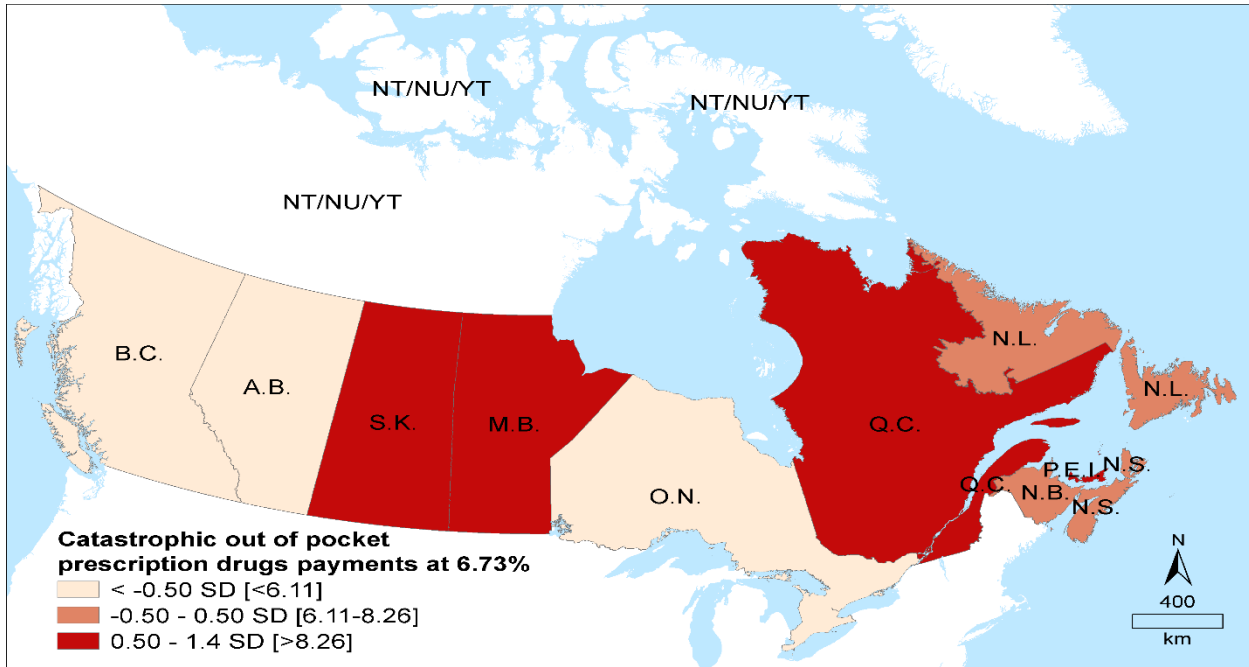 NT/NU/YT
NT/NU/YT
NT/NU/YT
B.C.
A.B.
S.K.
M.B.
O.N.
Q.C.
N.L.
N.L.
Q.C.
P.E.I.
N.S.
N.B.
N.S.
Catastrophic out of pocket
prescription drugs payments at 6.73%
< -0.50 SD [<6.11]
-0.50 - 0.50 SD [6.11-8.26]
0.50 - 1.4 SD [>8.26]
N
400
km